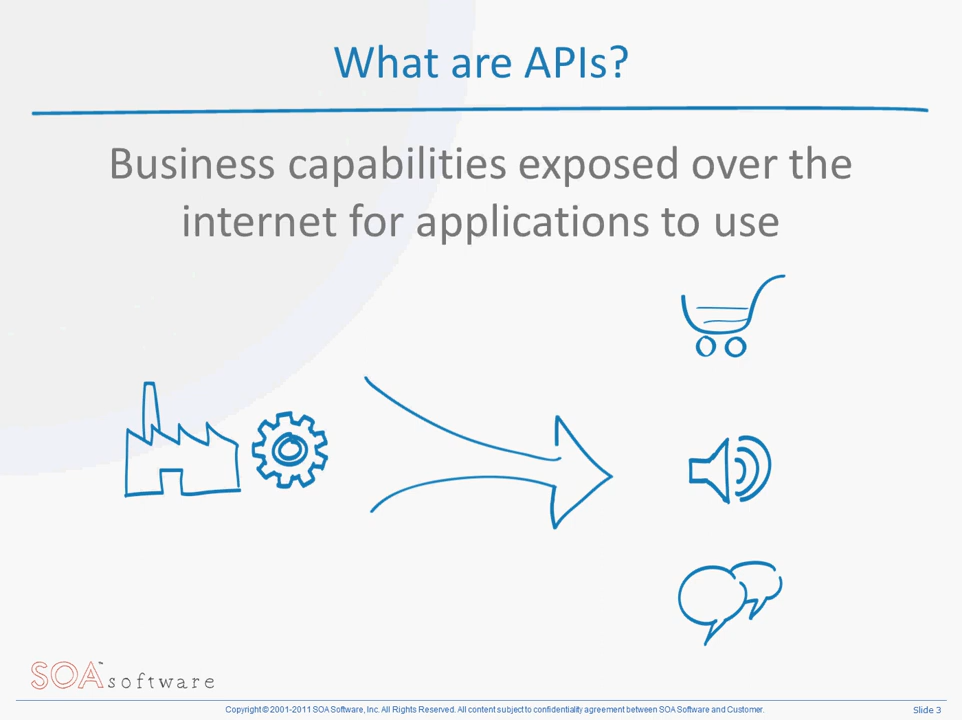 What are APIs?
Business capabilities exposed over the
internet for applications to use
SOA™ software
Copyright © 2001-2011 SOA Software, Inc. All Rights Reserved. All content subject to confidentiality agreement between SOA Software and Customer.
Slide 3